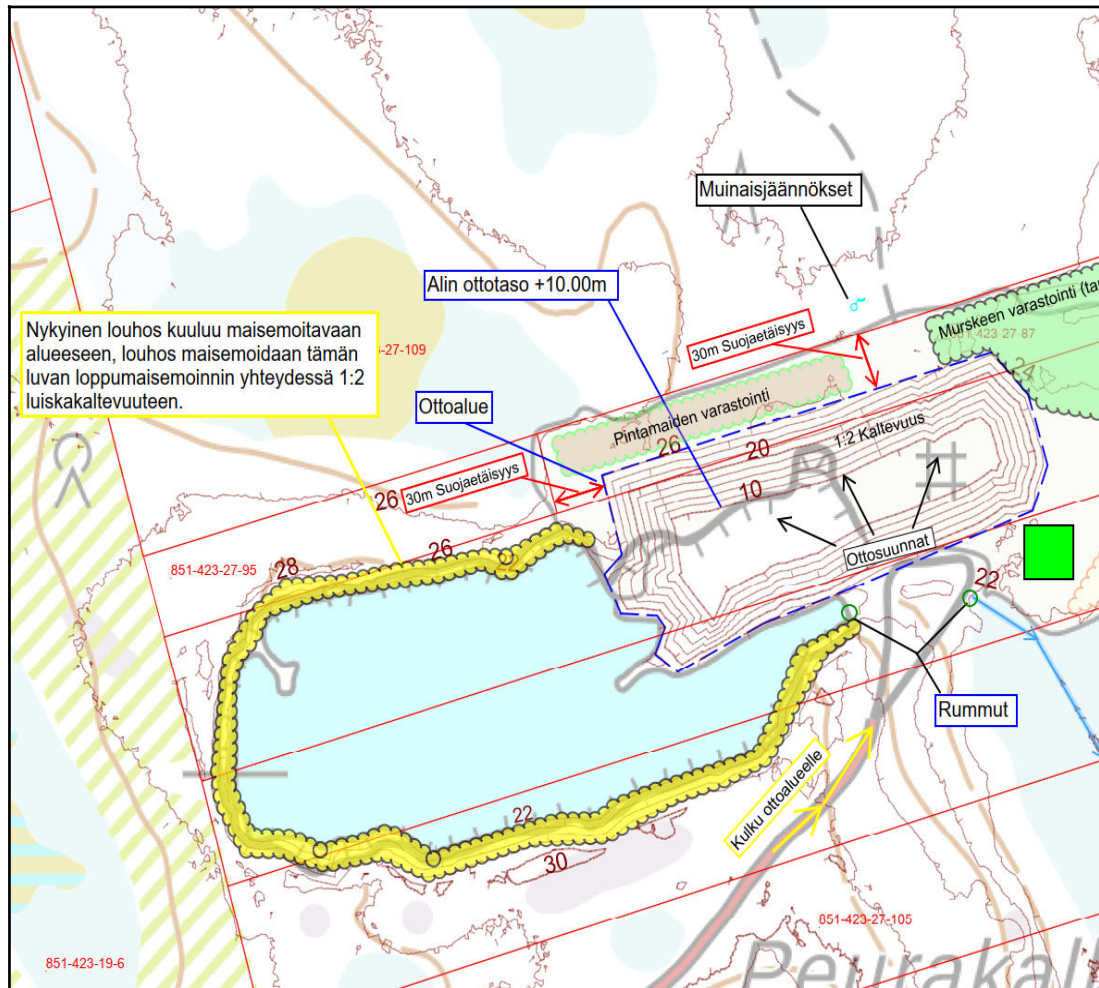 Muinaisjäännökset
Alin ottotaso +10.00m
Nykyinen louhos kuuluu maisemoitavaan
alueeseen, louhos maisemoidaan tämän
luvan loppumaisemoinnin yhteydessä 1:2
luiskakaltevuuteen.
-27-109
30m Suojaetäisyys
Murskeen varastointi (ta
423-27-87
24
Ottoalue
Pintamaiden varastointi
26
20
1:2 Kaltevuus
30m Suojaetäisyys
26
10
26
28
851-423-27-95
Ottosuunnat
22
Rummut
Kulku ottoalueelle
22
30
851-423-27-105
851-423-19-6
Peurakal